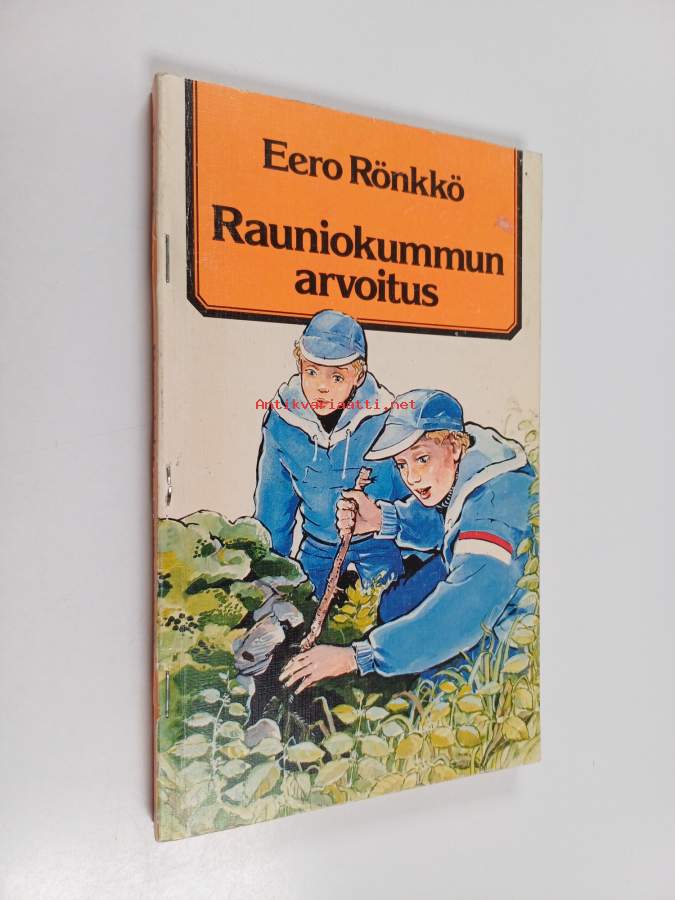 Eero Rönkkö
Rauniokummun
arvoitus
Antikvariaatti.net